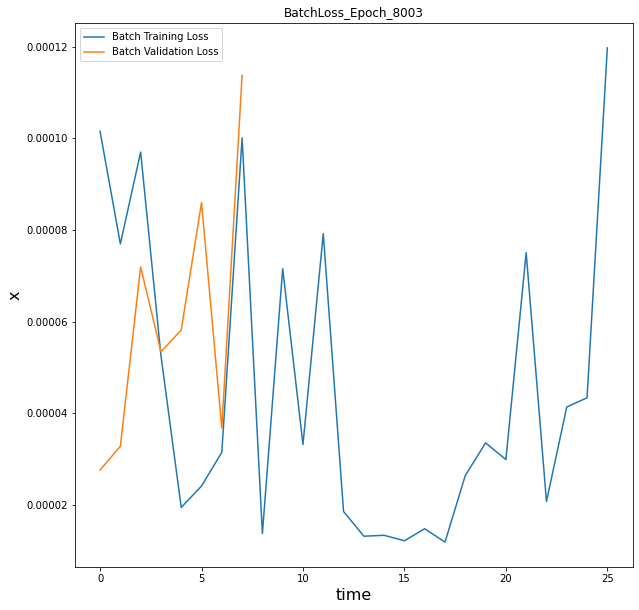 BatchLoss_Epoch_8003
Batch Training Loss
Batch Validation Loss
0.00012
0.00010
0.00008
0.00006
0.00004
0.00002
x
0 5 10 15 20 25
time